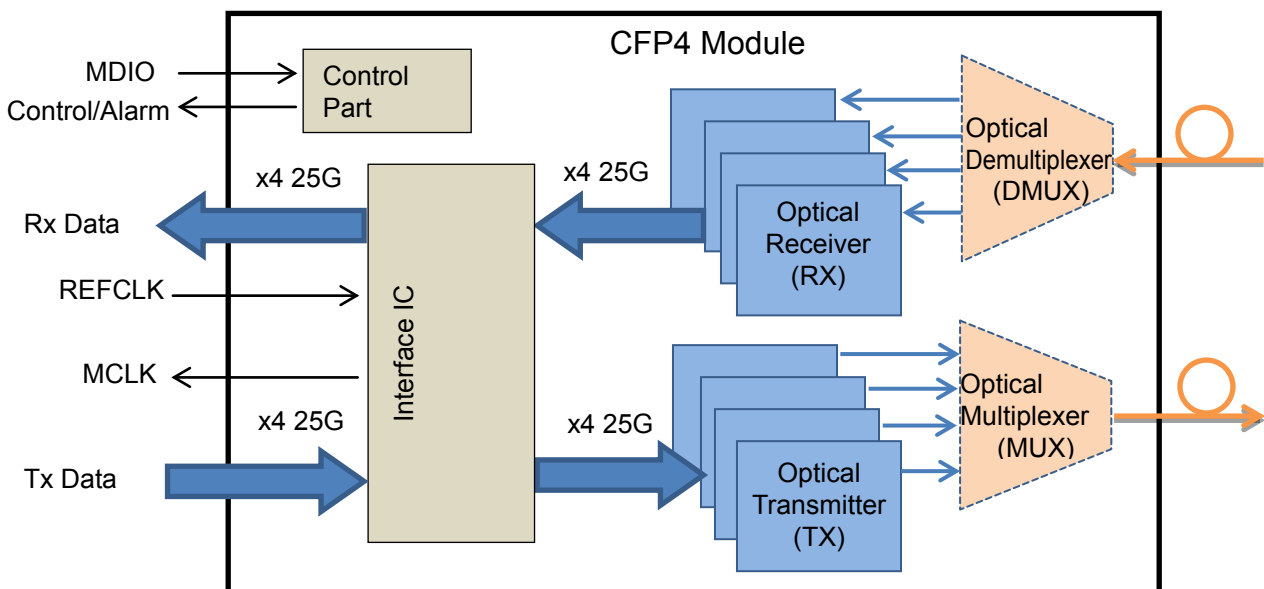 CFP4 Module
MDIO
Control/Alarm
Control
Part
x4 25G
x4 25G
Rx Data
REFCLK
MCLK
x4 25G
x4 25G
Tx Data
Interface IC
Optical
Receiver
(RX)
Optical
Demultiplexer
(DMUX)
Optical
Transmitter
(TX)
Optical
Multiplexer
(MUX)